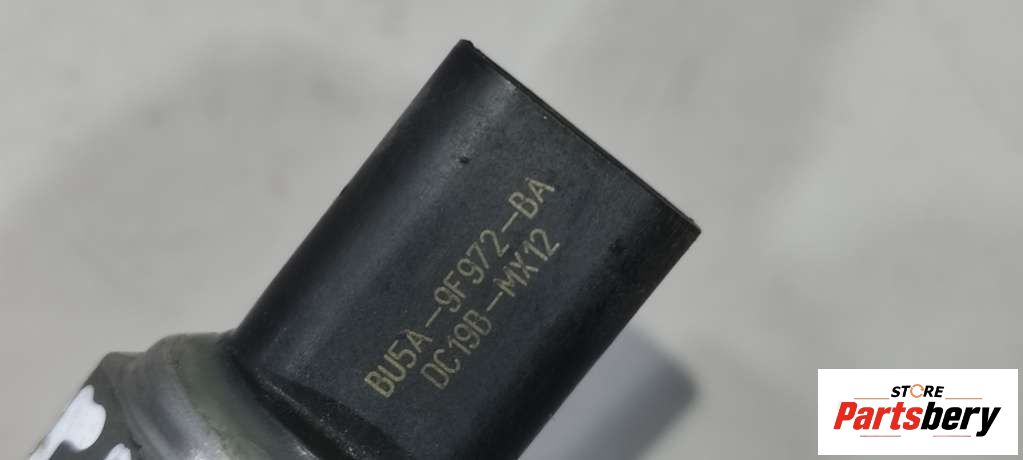 BU5A-9F972-BA
DC19B-MX12
STORE
Partsbery